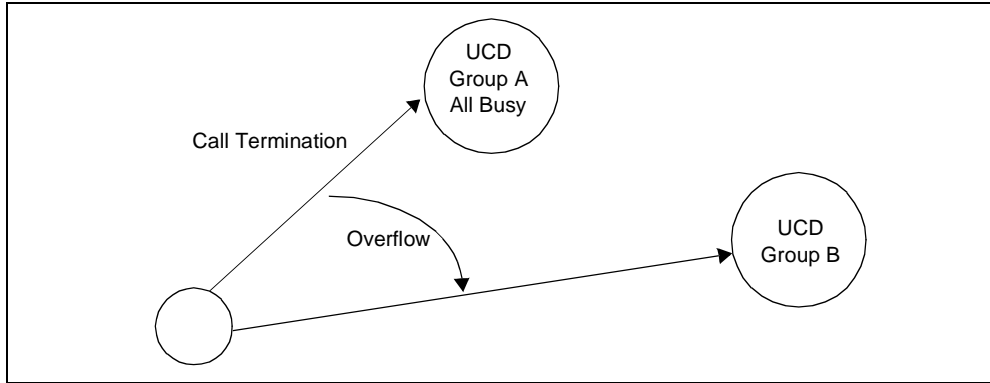 UCD
Group A
All Busy
Call Termination
Overflow
UCD
Group B